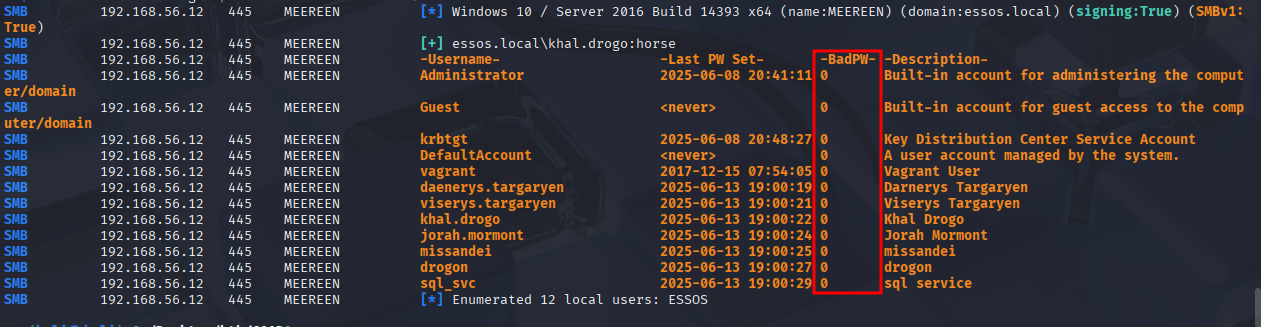 SMB 192.168.56.12 445 MEEREEN [*] Windows 10 / Server 2016 Build 14393 x64 (name:MEEREEN) (domain:essos.local) (signing:True) (SMBv1:
True)
SMB 192.168.56.12 445 MEEREEN [+] essos.local\khal.drogo:horse
SMB 192.168.56.12 445 MEEREEN -Username- -Last PW Set- -BadPW- -Description-
SMB 192.168.56.12 445 MEEREEN Administrator 2025-06-08 20:41:11 0 Built-in account for administering the comput
er/domain
SMB 192.168.56.12 445 MEEREEN Guest <never> 0 Built-in account for guest access to the comp
uter/domain
SMB 192.168.56.12 445 MEEREEN krbtgt 2025-06-08 20:48:27 0 Key Distribution Center Service Account
SMB 192.168.56.12 445 MEEREEN DefaultAccount <never> 0 A user account managed by the system.
SMB 192.168.56.12 445 MEEREEN vagrant 2017-12-15 07:54:05 0 Vagrant User
SMB 192.168.56.12 445 MEEREEN daenerys.targaryen 2025-06-13 19:00:19 0 Darnerys Targaryen
SMB 192.168.56.12 445 MEEREEN viserys.targaryen 2025-06-13 19:00:21 0 Viserys Targaryen
SMB 192.168.56.12 445 MEEREEN khal.drogo 2025-06-13 19:00:22 0 Khal Drogo
SMB 192.168.56.12 445 MEEREEN jorah.mormont 2025-06-13 19:00:24 0 Jorah Mormont
SMB 192.168.56.12 445 MEEREEN missandei 2025-06-13 19:00:25 0 missandei
SMB 192.168.56.12 445 MEEREEN drogon 2025-06-13 19:00:27 0 drogon
SMB 192.168.56.12 445 MEEREEN sql_svc 2025-06-13 19:00:29 0 sql service
SMB 192.168.56.12 445 MEEREEN [*] Enumerated 12 local users: ESSOS